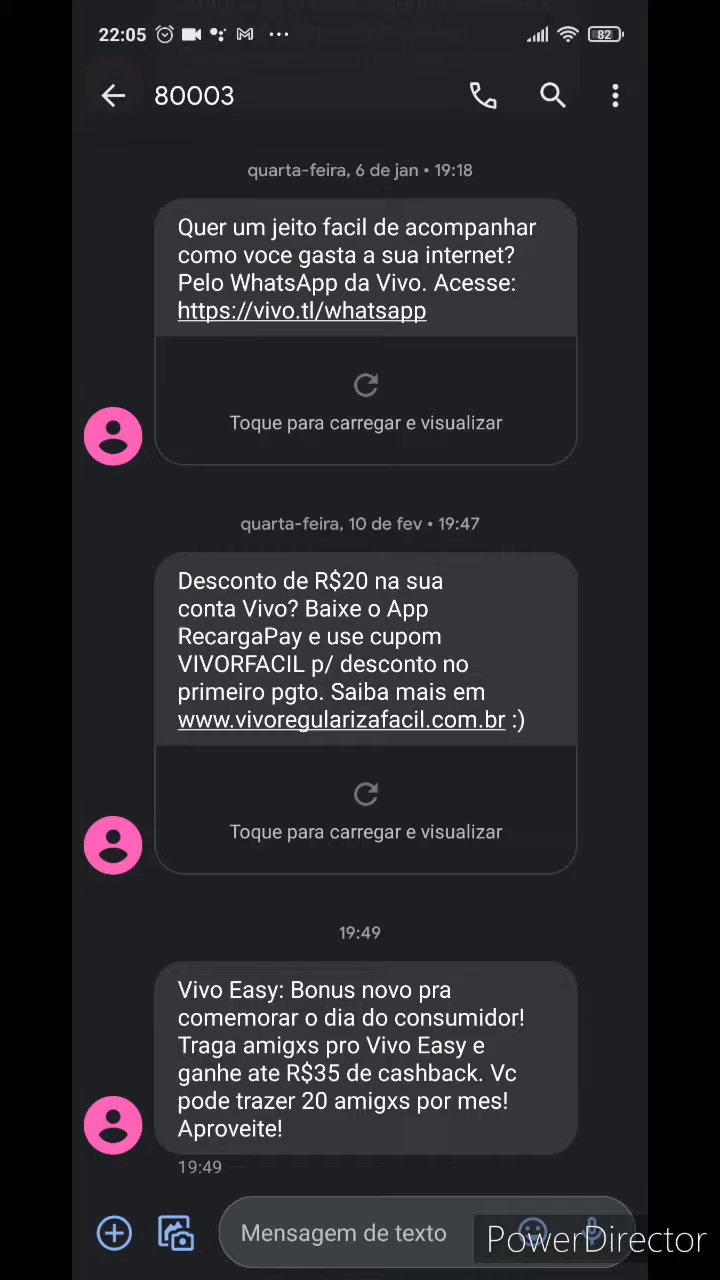 22:05
82
80003
quarta-feira, 6 de jan • 19:18
Quer um jeito facil de acompanhar
como voce gasta a sua internet?
Pelo WhatsApp da Vivo. Acesse:
https://vivo.tl/whatsapp
Toque para carregar e visualizar
quarta-feira, 10 de fev • 19:47
Desconto de R$20 na sua
conta Vivo? Baixe o App
RecargaPay e use cupom
VIVORFACIL p/ desconto no
primeiro pgto. Saiba mais em
www.vivoregularizafacil.com.br :)
Toque para carregar e visualizar
19:49
Vivo Easy: Bonus novo pra
comemorar o dia do consumidor!
Traga amigxs pro Vivo Easy e
ganhe ate R$35 de cashback. Vc
pode trazer 20 amigxs por mes!
Aproveite!
19:49
Mensagem de texto
PowerDirector